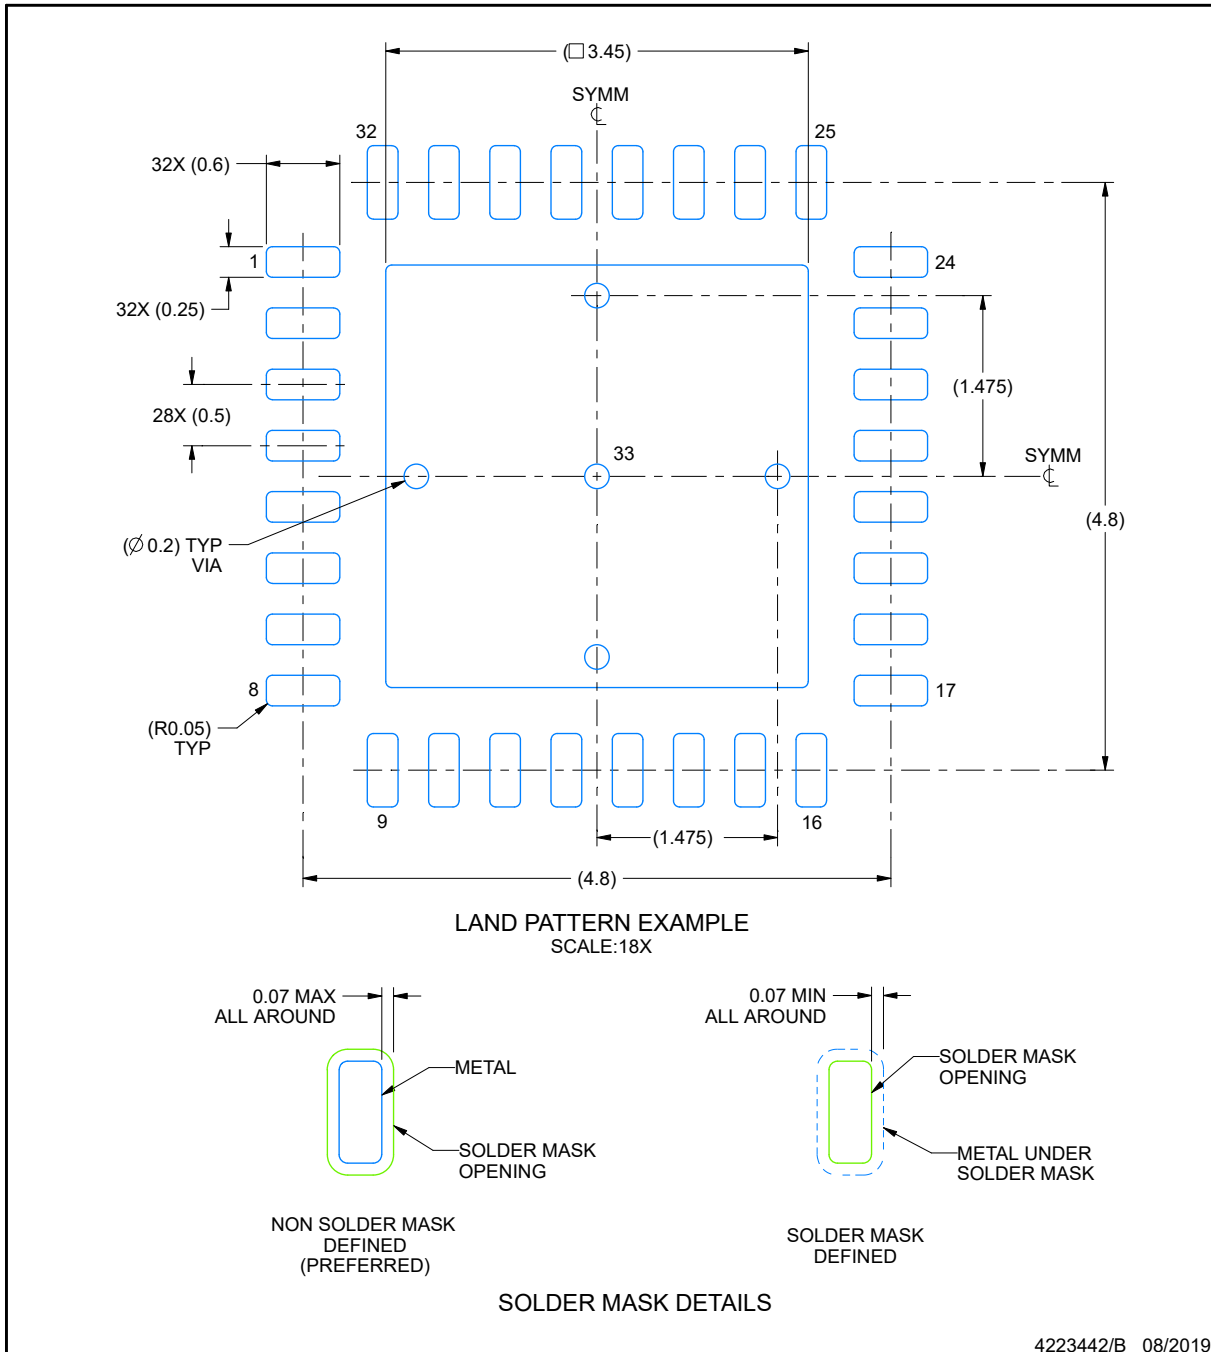 (□ 3.45)
SYMM
℄
32
25
32X (0.6)
1
24
32X (0.25)
(1.475)
28X (0.5)
33
SYMM
℄
(4.8)
(Ø 0.2) TYP
VIA
8
17
(R0.05)
TYP
9
16
(1.475)
(4.8)
LAND PATTERN EXAMPLE
SCALE:18X
0.07 MAX
ALL AROUND
0.07 MIN
ALL AROUND
METAL
SOLDER MASK
OPENING
SOLDER MASK
OPENING
METAL UNDER
SOLDER MASK
NON SOLDER MASK
DEFINED
(PREFERRED)
SOLDER MASK
DEFINED
SOLDER MASK DETAILS
4223442/B 08/2019